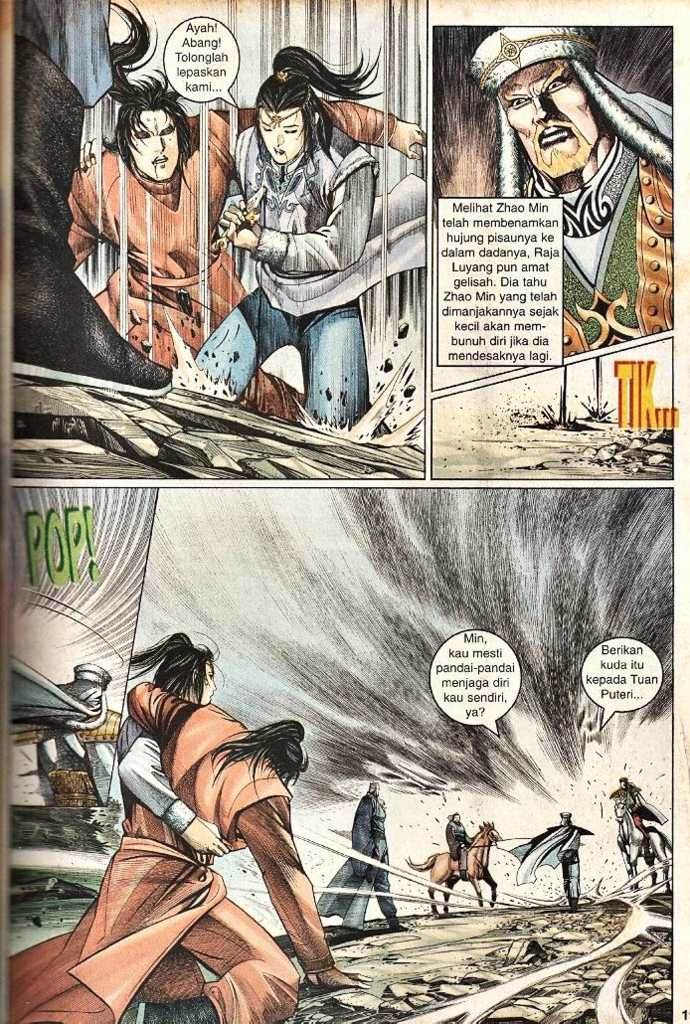 Ayah!
Abang!
Tolonglah
lepaskan
kami...
Melihat Zhao Min
telah membenamkan
hujung pisaunya ke
dalam dadanya, Raja
Luyang pun amat
gelisah. Dia tahu
Zhao Min yang telah
dimanjakannya sejak
kecil akan mem-
bunuh diri jika dia
mendesaknya lagi.
TIK...
POP!
Min,
kau mesti
pandai-pandai
menjaga diri
kau sendiri,
ya?
Berikan
kuda itu
kepada Tuan
Puteri...